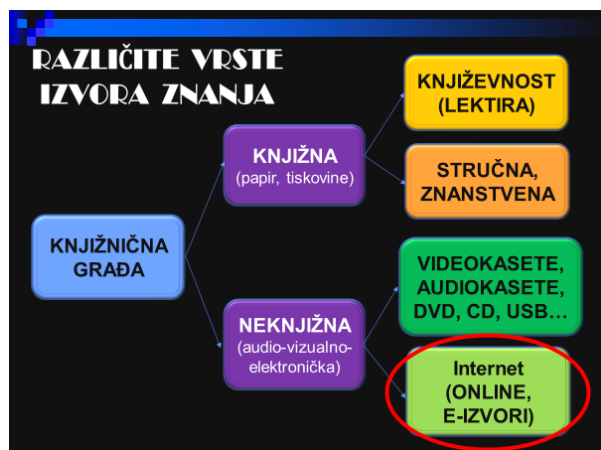 RAZLIČITE VRSTE
IZVORA ZNANJA
KNJIŽNIČNA
GRAĐA
KNJIŽNA
(papir, tiskovine)
KNJIŽEVNOST
(LEKTIRA)
STRUČNA,
ZNANSTVENA
NEKNJIŽNA
(audio-vizualno-
elektronička)
VIDEOKASETE,
AUDIOKASETE,
DVD, CD, USB...
Internet
(ONLINE,
E-IZVORI)